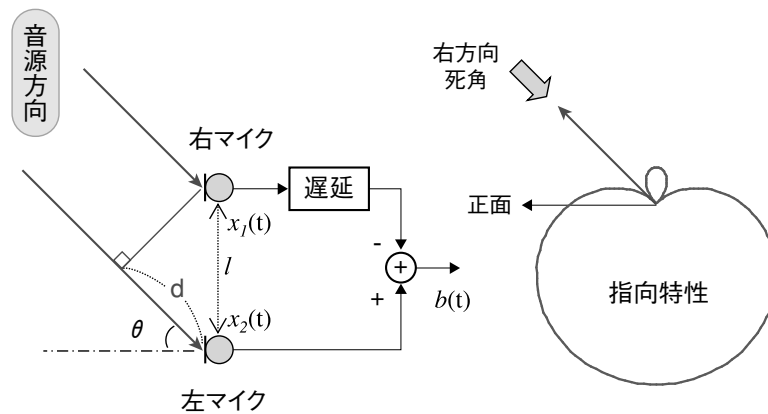 音源方向
右マイク
遅延
x1(t)
l
d
θ
x2(t)
左マイク
-
+
+
b(t)
右方向
死角
正面
指向特性